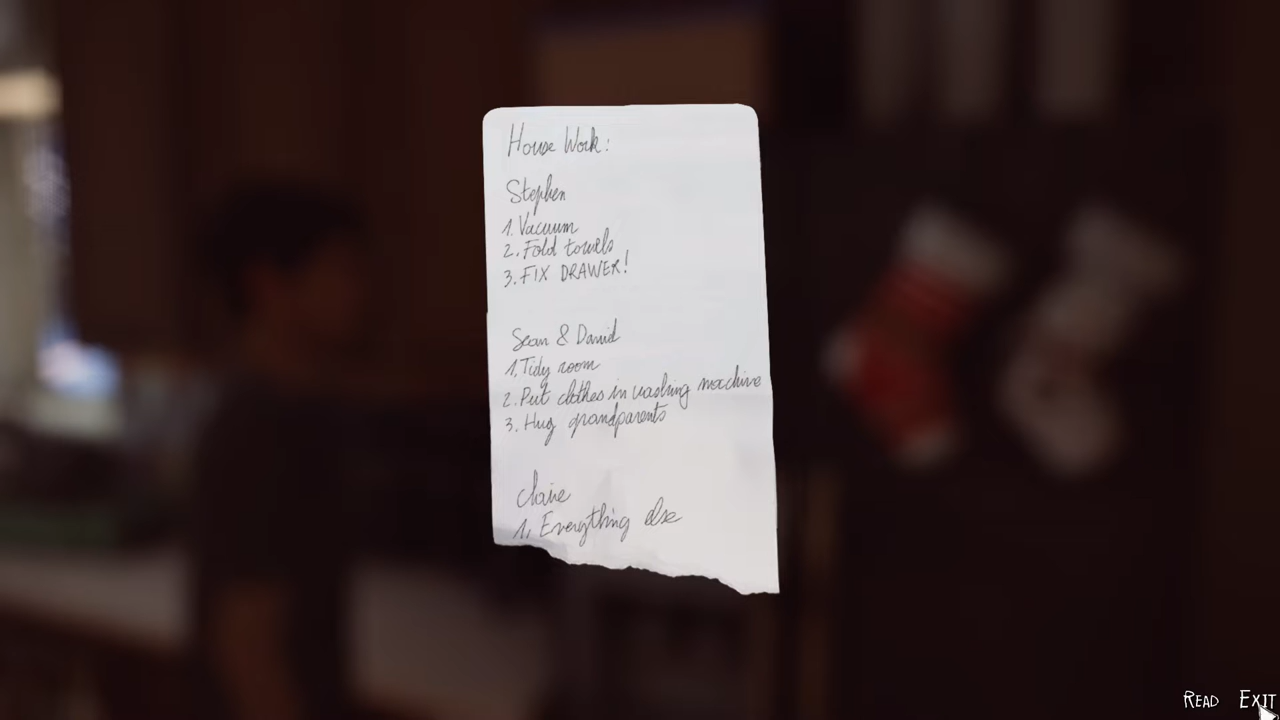 House Work:
Stephen
1. Vacuum
2. Fold towels
3. FIX DRAWER!
Sean & Daniel
1. Tidy room
2. Put clothes in washing machine
3. Hug grandparents
Claire
1. Everything else
READ EXIT